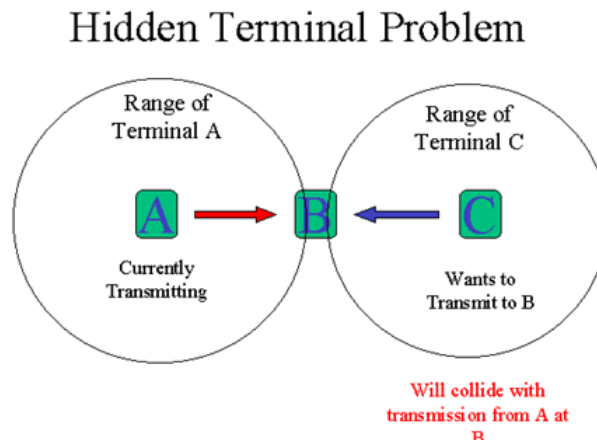 Hidden Terminal Problem
Range of
Terminal A
Range of
Terminal C
A
B
C
Currently
Transmitting
Wants to
Transmit to B
Will collide with
transmission from A at
B